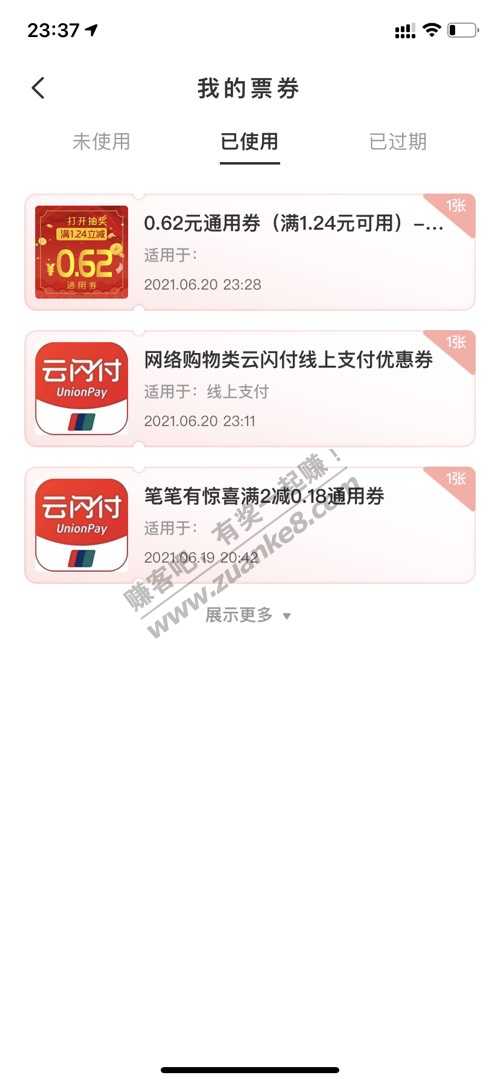 23:37
我的票券
未使用
已使用
已过期
1张
打开抽奖
满1.24立减
¥0.62
通用券
0.62元通用券（满1.24元可用）–...
适用于：
2021.06.20 23:28
1张
云闪付
UnionPay
网络购物类云闪付线上支付优惠券
适用于：线上支付
2021.06.20 23:11
1张
云闪付
UnionPay
笔笔有惊喜满2减0.18通用券
适用于：
2021.06.19 20:42
展示更多
赚客吧，有奖一起赚！
www.zuanke8.com